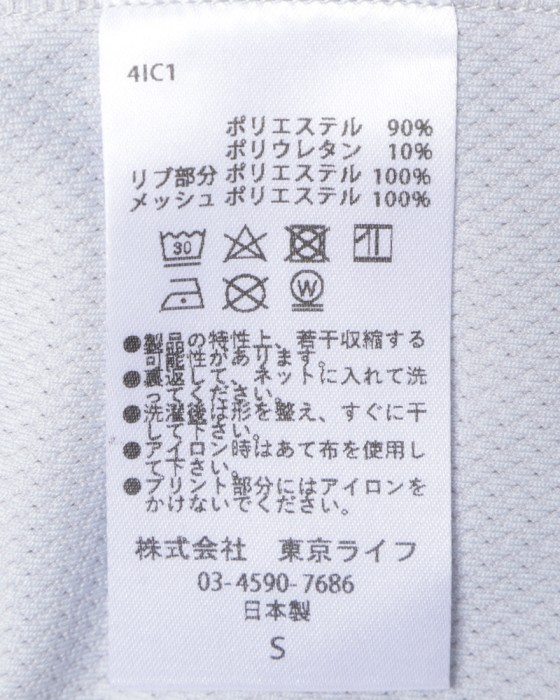 4IC1
ポリエステル 90%
ポリウレタン 10%
リブ部分 ポリエステル 100%
メッシュ ポリエステル 100%
30
W
●製品の特性上、若干収縮する
可能性があります。
●裏返して、ネットに入れて洗
ってください。
●洗濯後は形を整え、すぐに干
して下さい。
●アイロン時はあて布を使用し
て下さい。
●プリント部分にはアイロンを
かけないでください。
株式会社 東京ライフ
03-4590-7686
日本製
S